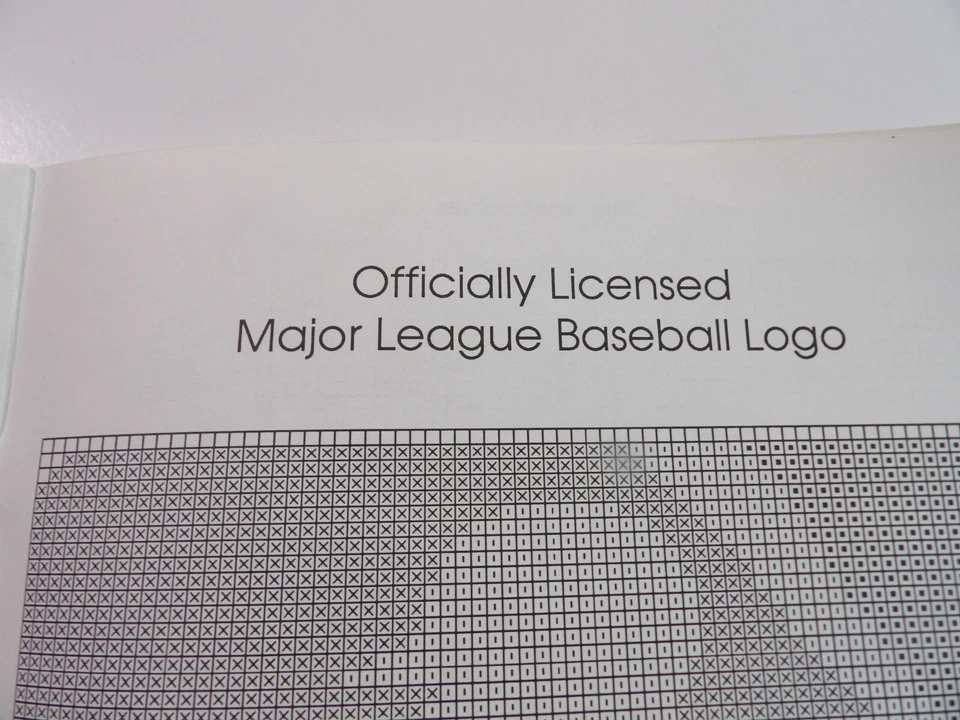 Officially Licensed
Major League Baseball Logo